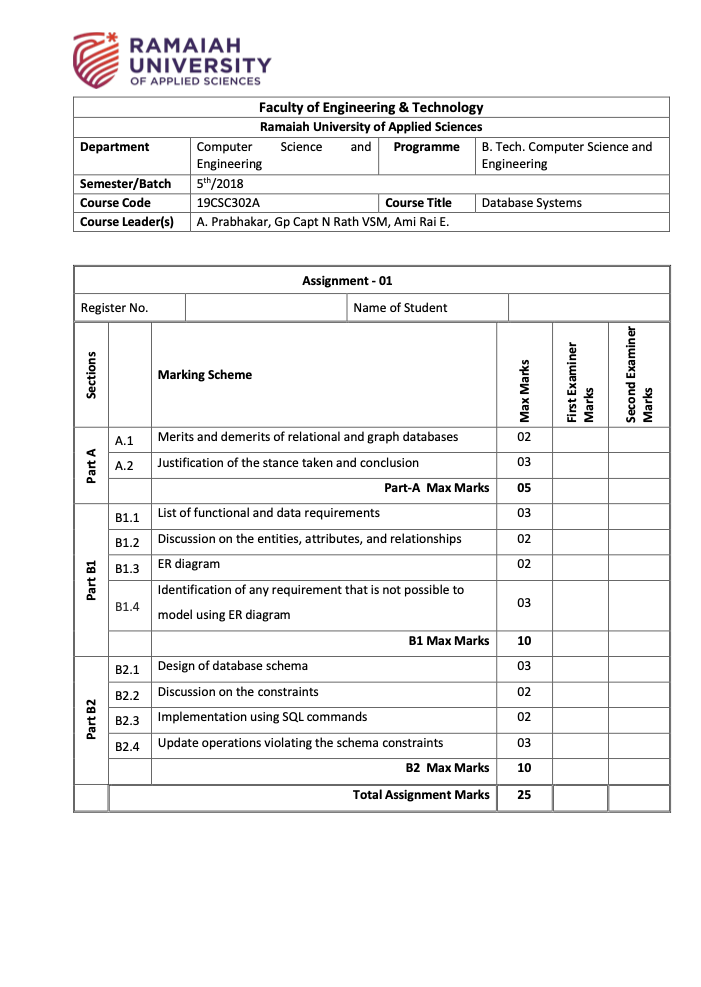 RAMAIAH
UNIVERSITY
OF APPLIED SCIENCES
Faculty of Engineering & Technology
Ramaiah University of Applied Sciences
Department Computer Science and Engineering Programme B. Tech. Computer Science and Engineering
Semester/Batch 5th/2018
Course Code 19CSC302A Course Title Database Systems
Course Leader(s) A. Prabhakar, Gp Capt N Rath VSM, Ami Rai E.
Assignment - 01
Register No. Name of Student
Sections Marking Scheme Max Marks First Examiner Marks Second Examiner Marks
Part A
A.1 Merits and demerits of relational and graph databases 02
A.2 Justification of the stance taken and conclusion 03
Part-A Max Marks 05
Part B1
B1.1 List of functional and data requirements 03
B1.2 Discussion on the entities, attributes, and relationships 02
B1.3 ER diagram 02
B1.4 Identification of any requirement that is not possible to
model using ER diagram 03
B1 Max Marks 10
Part B2
B2.1 Design of database schema 03
B2.2 Discussion on the constraints 02
B2.3 Implementation using SQL commands 02
B2.4 Update operations violating the schema constraints 03
B2 Max Marks 10
Total Assignment Marks 25